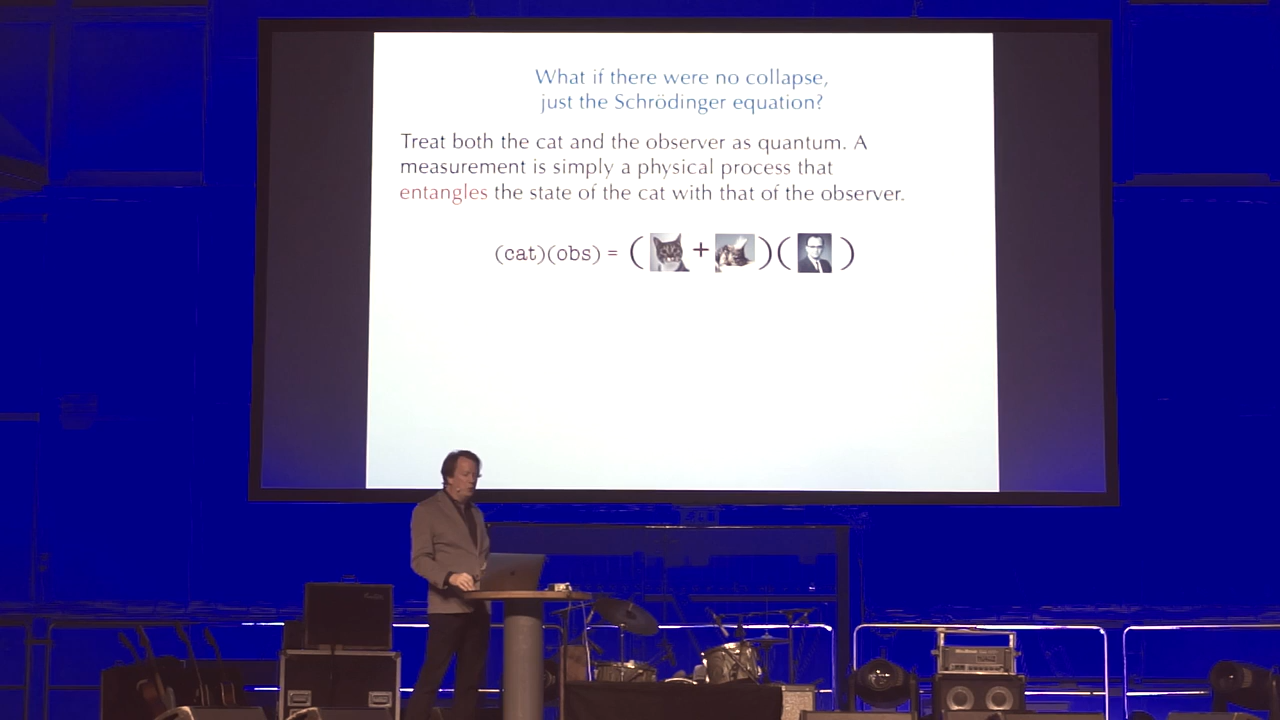 What if there were no collapse,
just the Schrödinger equation?
Treat both the cat and the observer as quantum. A
measurement is simply a physical process that
entangles the state of the cat with that of the observer.
(cat)(obs) = ( + )( )